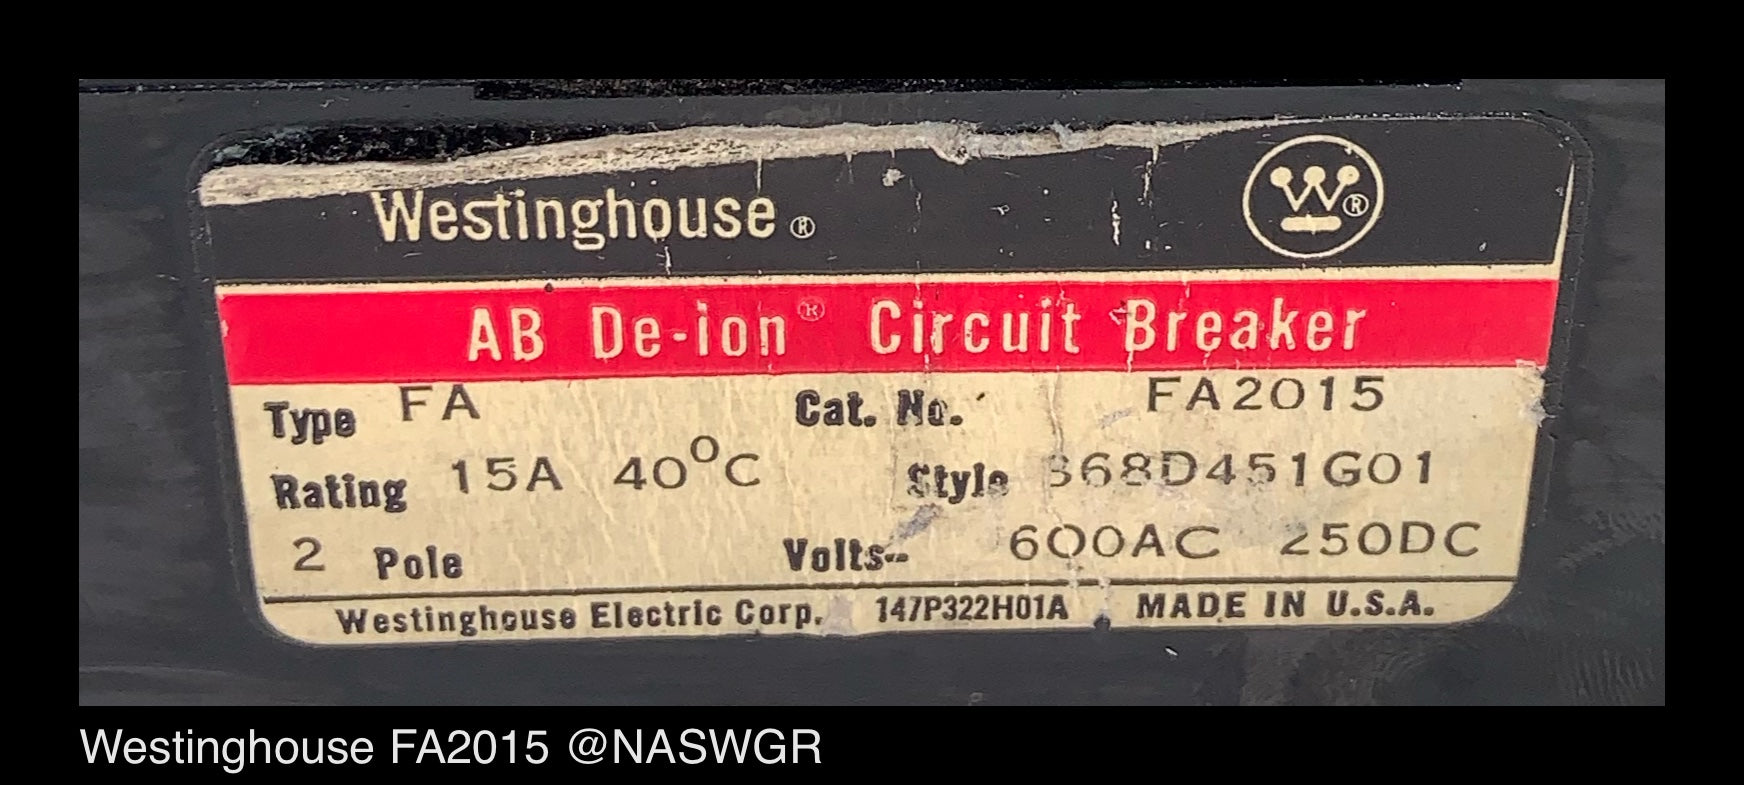 Westinghouse ®
W ®
AB De-ion® Circuit Breaker
Type FA Cat. No. FA2015
Rating 15A 40°C Style 368D451G01
2 Pole Volts-- 600AC 250DC
Westinghouse Electric Corp. 147P322H01A MADE IN U.S.A.
Westinghouse FA2015 @NASWGR